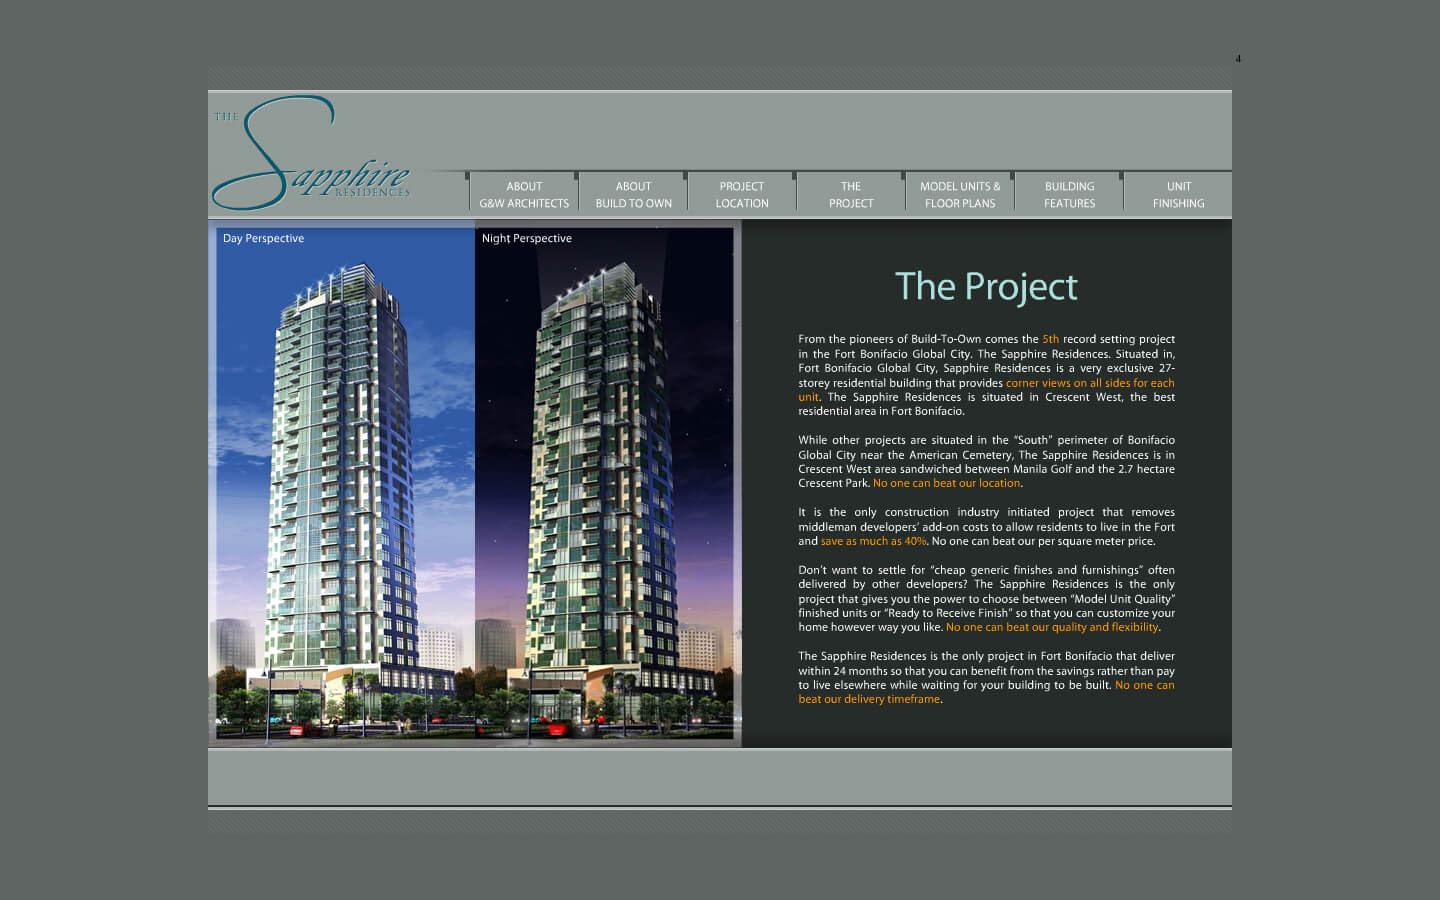 4
THE
Sapphire
RESIDENCES
ABOUT
G&W ARCHITECTS
ABOUT
BUILD TO OWN
PROJECT
LOCATION
THE
PROJECT
MODEL UNITS &
FLOOR PLANS
BUILDING
FEATURES
UNIT
FINISHING
Day Perspective
Night Perspective
The Project
From the pioneers of Build-To-Own comes the 5th record setting project
in the Fort Bonifacio Global City. The Sapphire Residences. Situated in,
Fort Bonifacio Global City, Sapphire Residences is a very exclusive 27-
storey residential building that provides corner views on all sides for each
unit. The Sapphire Residences is situated in Crescent West, the best
residential area in Fort Bonifacio.
While other projects are situated in the “South” perimeter of Bonifacio
Global City near the American Cemetery, The Sapphire Residences is in
Crescent West area sandwiched between Manila Golf and the 2.7 hectare
Crescent Park. No one can beat our location.
It is the only construction industry initiated project that removes
middleman developers’ add-on costs to allow residents to live in the Fort
and save as much as 40%. No one can beat our per square meter price.
Don’t want to settle for “cheap generic finishes and furnishings” often
delivered by other developers? The Sapphire Residences is the only
project that gives you the power to choose between “Model Unit Quality”
finished units or “Ready to Receive Finish” so that you can customize your
home however way you like. No one can beat our quality and flexibility.
The Sapphire Residences is the only project in Fort Bonifacio that deliver
within 24 months so that you can benefit from the savings rather than pay
to live elsewhere while waiting for your building to be built. No one can
beat our delivery timeframe.